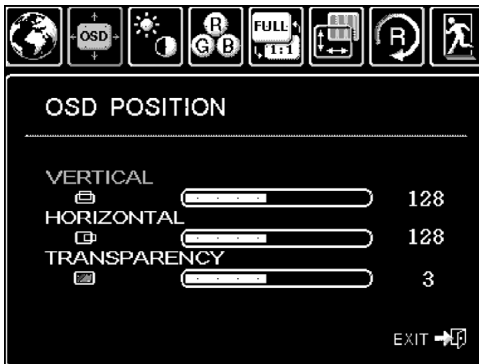 OSD
R
G B
FULL
1:1
R
OSD POSITION
VERTICAL
128
HORIZONTAL
128
TRANSPARENCY
3
EXIT